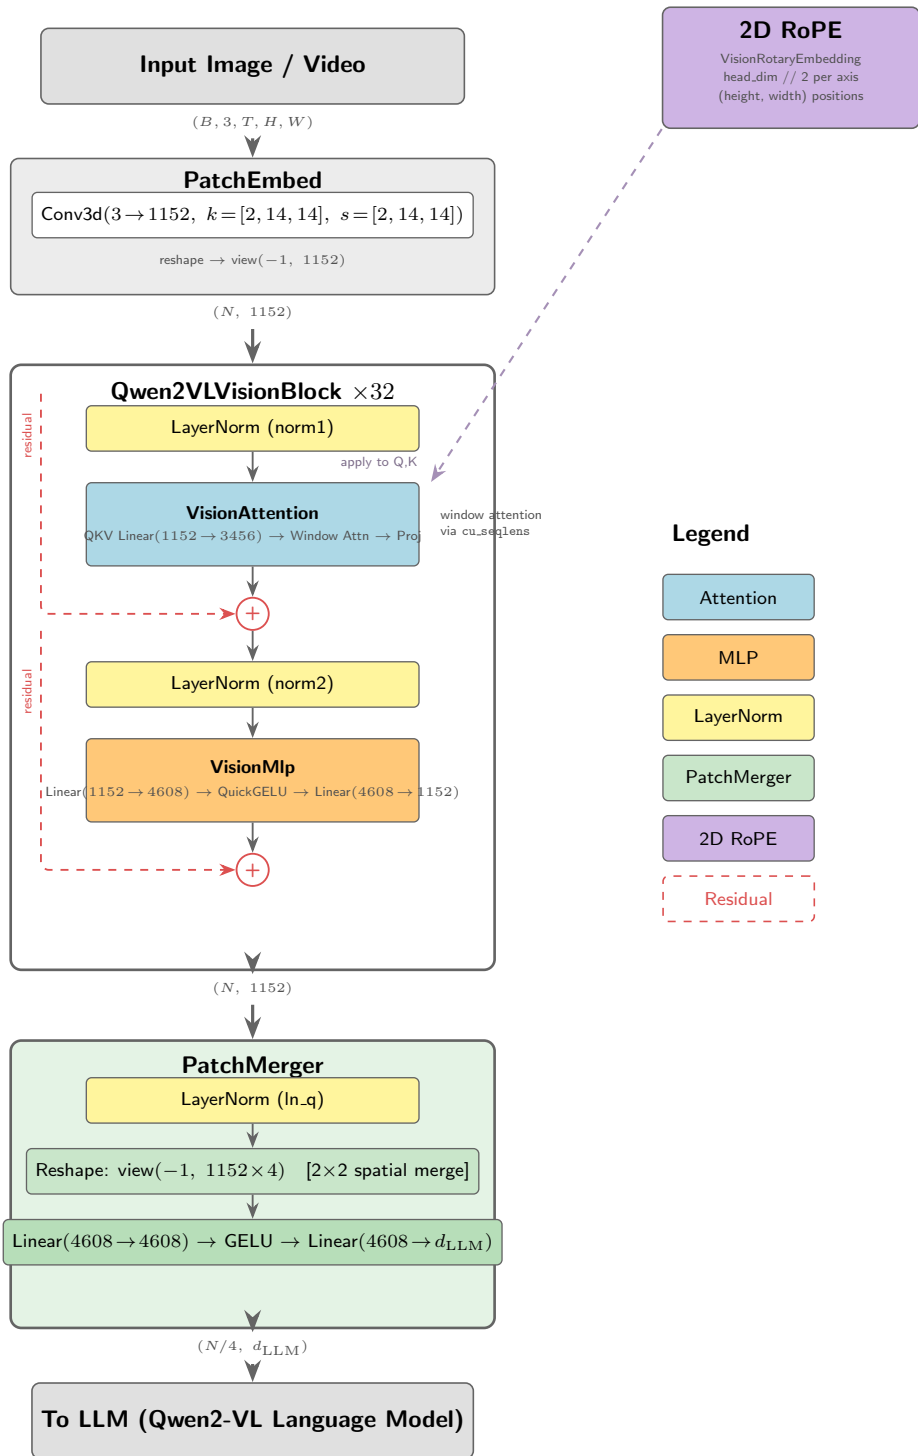 Input Image / Video
(B, 3, T, H, W)
PatchEmbed
Conv3d(3→1152, k=[2, 14, 14], s=[2, 14, 14])
reshape → view(−1, 1152)
(N, 1152)
2D RoPE
VisionRotaryEmbedding
head_dim // 2 per axis
(height, width) positions
Qwen2VLVisionBlock ×32
residual
LayerNorm (norm1)
apply to Q,K
VisionAttention
QKV Linear(1152→3456) → Window Attn → Proj
window attention
via cu_seqlens
+
residual
LayerNorm (norm2)
VisionMlp
Linear(1152→4608) → QuickGELU → Linear(4608→1152)
+
(N, 1152)
Legend
Attention
MLP
LayerNorm
PatchMerger
2D RoPE
Residual
PatchMerger
LayerNorm (ln_q)
Reshape: view(−1, 1152×4) [2×2 spatial merge]
Linear(4608→4608) → GELU → Linear(4608→d_LLM)
(N/4, d_LLM)
To LLM (Qwen2-VL Language Model)